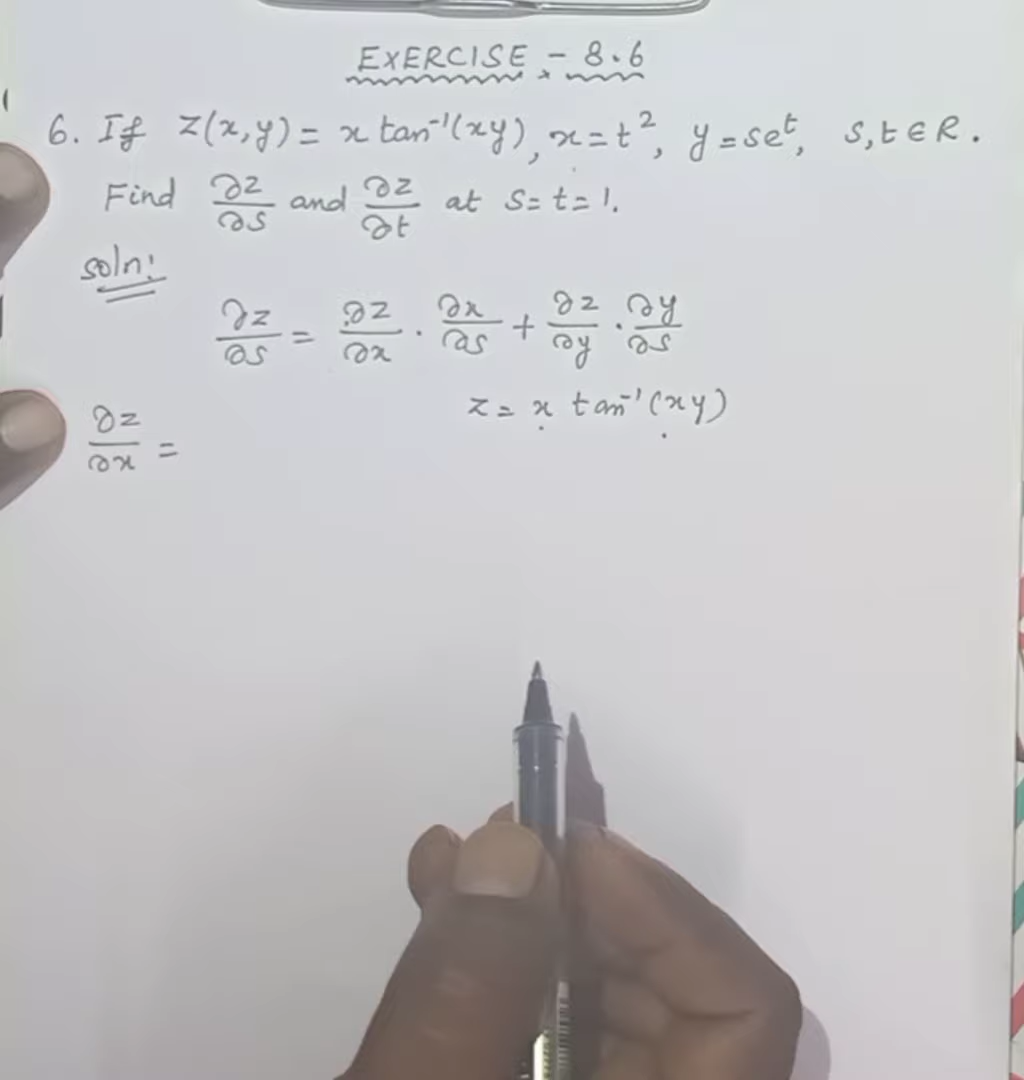 EXERCISE - 8.6
6. If z(x,y) = x tan⁻¹(xy), x = t², y = seᵗ, s,t ∈ R.
Find ∂z/∂s and ∂z/∂t at s = t = 1.
soln:
∂z/∂s = ∂z/∂x · ∂x/∂s + ∂z/∂y · ∂y/∂s
z = x tan⁻¹(xy)
∂z/∂x =